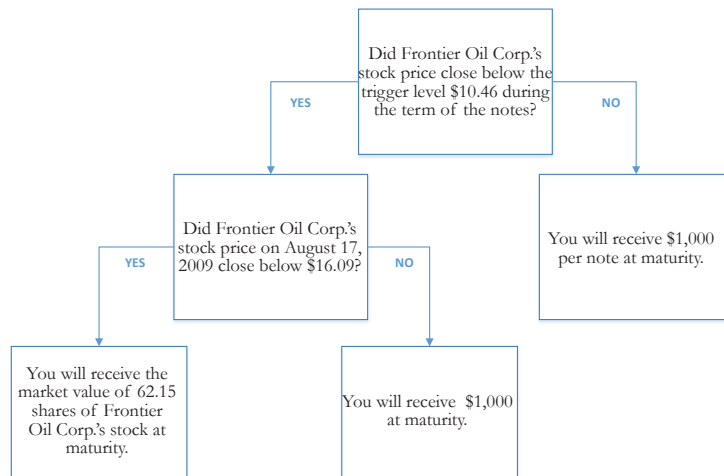 Did Frontier Oil Corp.'s
stock price close below the
trigger level $10.46 during
the term of the notes?
YES
NO
Did Frontier Oil Corp.'s
stock price on August 17,
2009 close below $16.09?
You will receive $1,000
per note at maturity.
YES
NO
You will receive the
market value of 62.15
shares of Frontier
Oil Corp.'s stock at
maturity.
You will receive $1,000
at maturity.